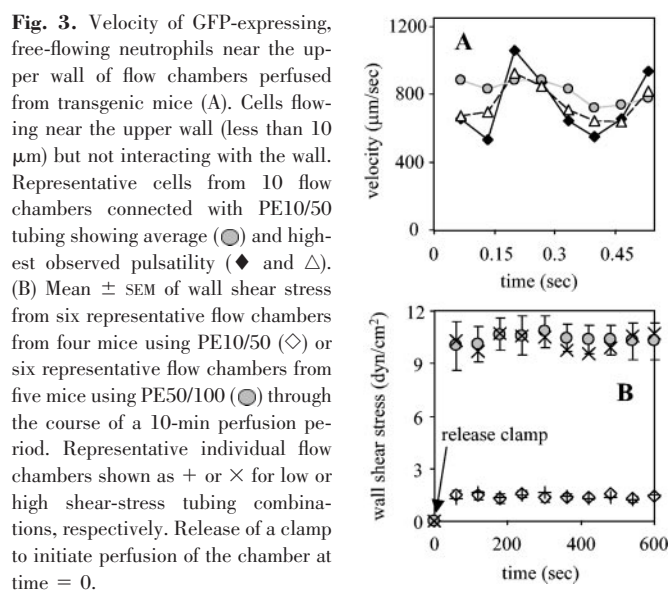 Fig. 3. Velocity of GFP-expressing,
free-flowing neutrophils near the up-
per wall of flow chambers perfused
from transgenic mice (A). Cells flow-
ing near the upper wall (less than 10
μm) but not interacting with the wall.
Representative cells from 10 flow
chambers connected with PE10/50
tubing showing average (●) and high-
est observed pulsatility (◆ and △).
(B) Mean ± SEM of wall shear stress
from six representative flow chambers
from four mice using PE10/50 (◇) or
six representative flow chambers from
five mice using PE50/100 (●) through
the course of a 10-min perfusion pe-
riod. Representative individual flow
chambers shown as + or × for low or
high shear-stress tubing combina-
tions, respectively. Release of a clamp
to initiate perfusion of the chamber at
time = 0.
A
velocity (μm/sec)
1200
800
400
0
0 0.15 0.3 0.45
time (sec)
B
wall shear stress (dyn/cm²)
12
9
6
3
0
release clamp
0 200 400 600
time (sec)